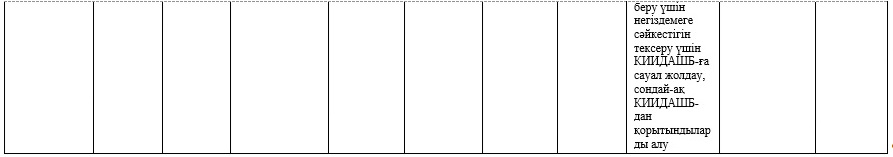 беру үшін
негіздемеге
сәйкестігін
тексеру үшін
КИИДАШБ-ға
сауал жолдау,
сондай-ақ
КИИДАШБ-
дан
қорытындылар
ды алу